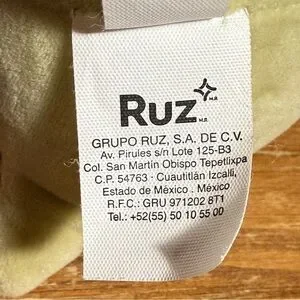 Ruz M.R.
M.R.
GRUPO RUZ, S.A. DE C.V.
Av. Pirules s/n Lote 125-B3
Col. San Martín Obispo Tepetlixpa
C.P. 54763 · Cuautitlán Izcalli,
Estado de México . México
R.F.C.: GRU 971202 8T1
Tel.: +52(55) 50 10 55 00